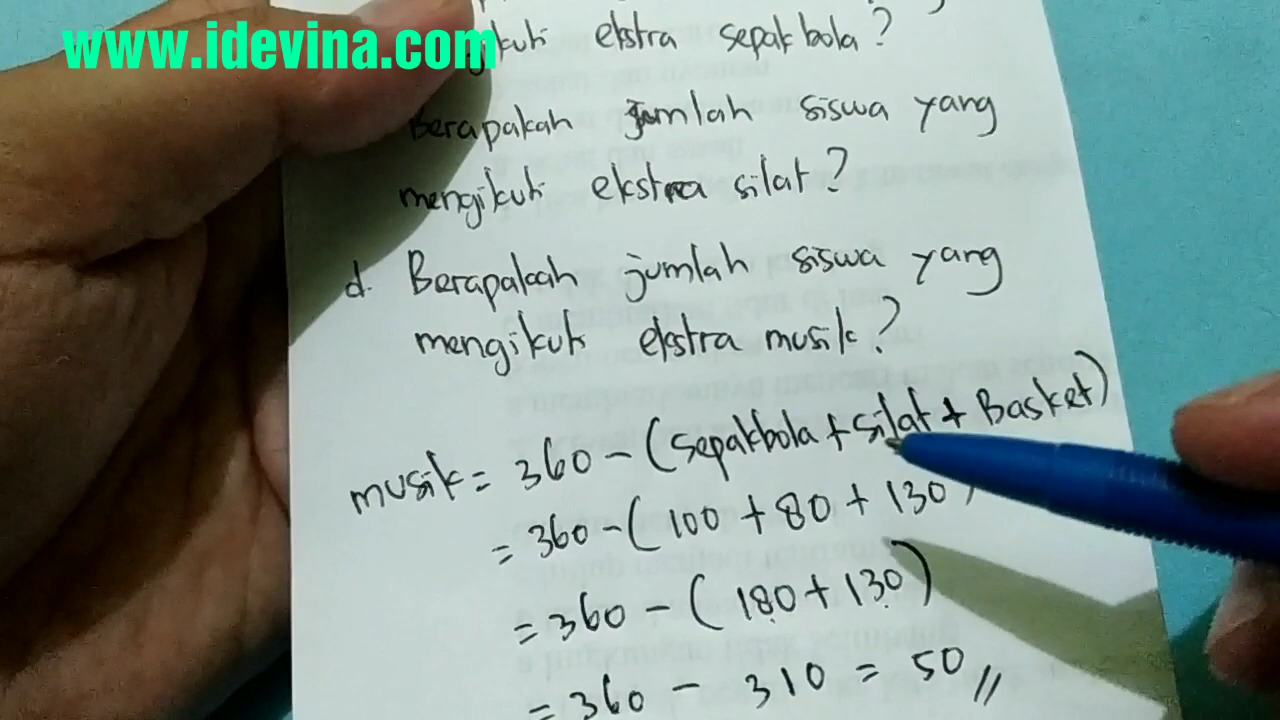 www.idevina.com
ekstra sepakbola?
Berapakah jumlah siswa yang
mengikuti ekstra silat?
d. Berapakah jumlah siswa yang
mengikuti ekstra musik?
musik = 360 - (Sepakbola + silat + Basket)
= 360 - (100 + 80 + 130)
= 360 - (180 + 130)
= 360 - 310 = 50 //